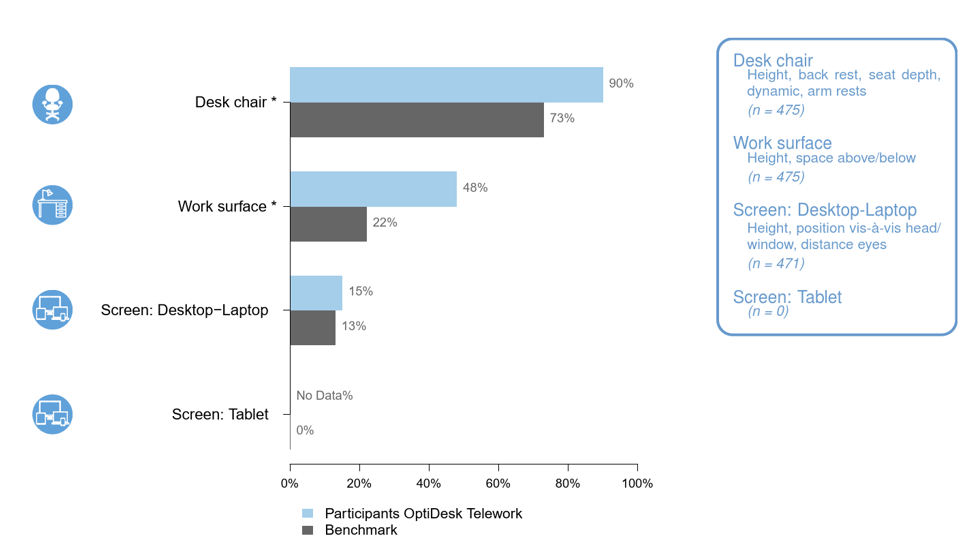 Desk chair *
90%
73%
Work surface *
48%
22%
Screen: Desktop−Laptop
15%
13%
Screen: Tablet
No Data%
0%
0%
20%
40%
60%
80%
100%
Participants OptiDesk Telework
Benchmark
Desk chair
Height, back rest, seat depth,
dynamic, arm rests
(n = 475)
Work surface
Height, space above/below
(n = 475)
Screen: Desktop-Laptop
Height, position vis-à-vis head/
window, distance eyes
(n = 471)
Screen: Tablet
(n = 0)